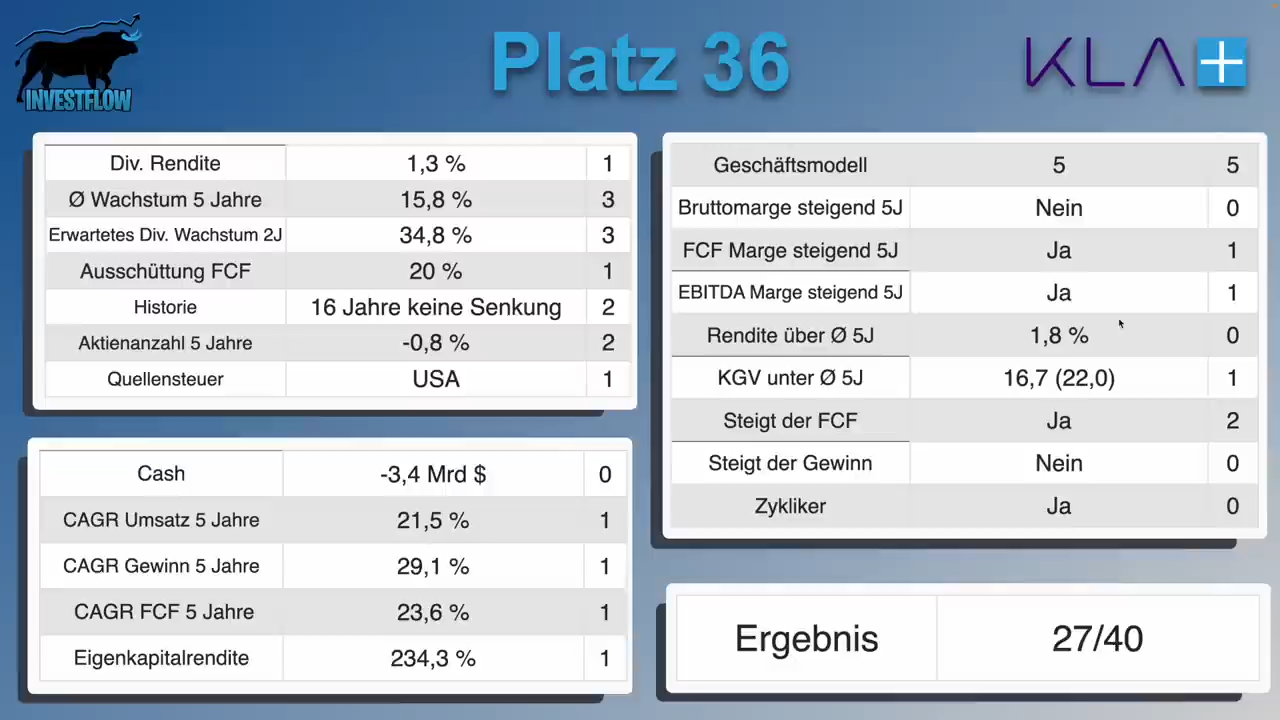 INVESTFLOW
Platz 36
KLA+
Div. Rendite 1,3 % 1
Ø Wachstum 5 Jahre 15,8 % 3
Erwartetes Div. Wachstum 2J 34,8 % 3
Ausschüttung FCF 20 % 1
Historie 16 Jahre keine Senkung 2
Aktienanzahl 5 Jahre -0,8 % 2
Quellensteuer USA 1
Cash -3,4 Mrd $ 0
CAGR Umsatz 5 Jahre 21,5 % 1
CAGR Gewinn 5 Jahre 29,1 % 1
CAGR FCF 5 Jahre 23,6 % 1
Eigenkapitalrendite 234,3 % 1
Geschäftsmodell 5 5
Bruttomarge steigend 5J Nein 0
FCF Marge steigend 5J Ja 1
EBITDA Marge steigend 5J Ja 1
Rendite über Ø 5J 1,8 % 0
KGV unter Ø 5J 16,7 (22,0) 1
Steigt der FCF Ja 2
Steigt der Gewinn Nein 0
Zykliker Ja 0
Ergebnis 27/40